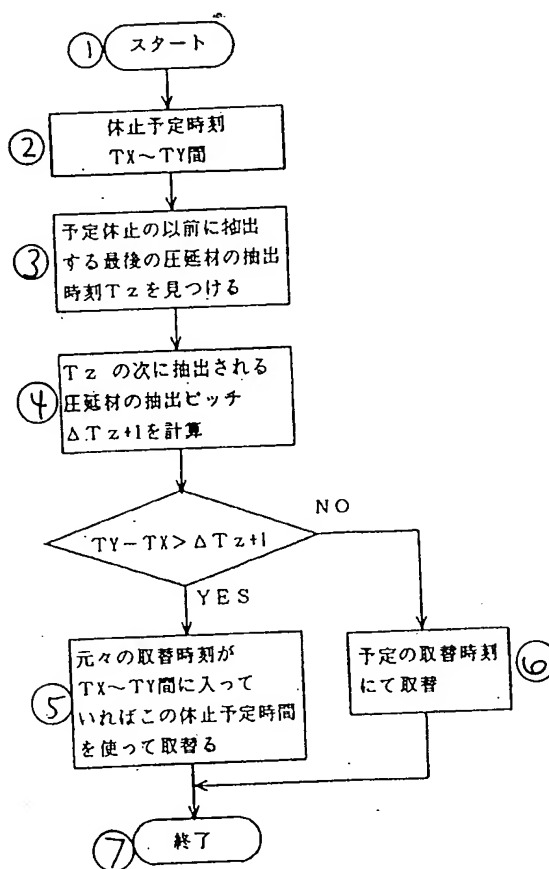 ① スタート
② 休止予定時刻
TX～TY間
予定休止の以前に抽出
③ する最後の圧延材の抽出
時刻Tzを見つける
Tz の次に抽出される
④ 圧延材の抽出ピッチ
ΔTz+1を計算
TY－TX＞ΔTz+1
NO
YES
元々の取替時刻が
TX～TY間に入って
⑤ いればこの休止予定時間
を使って取替る
予定の取替時刻 ⑥
にて取替
⑦ 終了